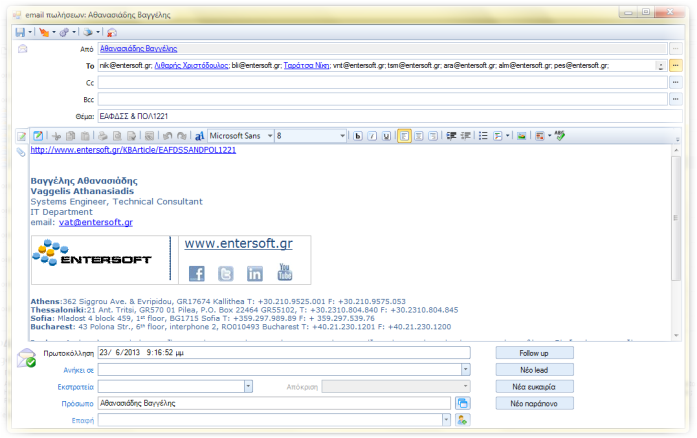 email πωλήσεων: Αθανασιάδης Βαγγέλης
Από Αθανασιάδης Βαγγέλης
To nik@entersoft.gr; Λιθαρής Χριστόδουλος; bli@entersoft.gr; Ταράτσα Νίκη; vnt@entersoft.gr; tsm@entersoft.gr; ara@entersoft.gr; alm@entersoft.gr; pes@entersoft.gr;
Cc
Bcc
Θέμα: ΕΑΦΔΣΣ & ΠΟΛ1221
Microsoft Sans 8
http://www.entersoft.gr/KBArticle/EAFDSSANDPOL1221
Βαγγέλης Αθανασιάδης
Vaggelis Athanasiadis
Systems Engineer, Technical Consultant
IT Department
email: vat@entersoft.gr
ENTERSOFT
www.entersoft.gr
You Tube
Athens:362 Siggrou Ave. & Evripidou, GR17674 Kallithea T: +30.210.9525.001 F: +30.210.9575.053
Thessaloniki:21 Ant. Tritsi, GR570 01 Pilea, P.O. Box 22464 GR55102, T: +30.2310.804.840 F: +30.2310.804.845
Sofia: Mladost 4 block 459, 1st floor, BG1715 Sofia T: +359.297.989.89 F: + 359.297.539.76
Bucharest: 43 Polona Str., 6th floor, interphone 2, RO010493 Bucharest T: +40.21.230.1201 F: +40.21.230.1200
Πρωτοκόλληση 23/ 6/2013 9:16:52 μμ
Follow up
Ανήκει σε
Νέο lead
Εκστρατεία
Απόκριση
Νέα ευκαιρία
Πρόσωπο Αθανασιάδης Βαγγέλης
Νέο παράπονο
Επαφή